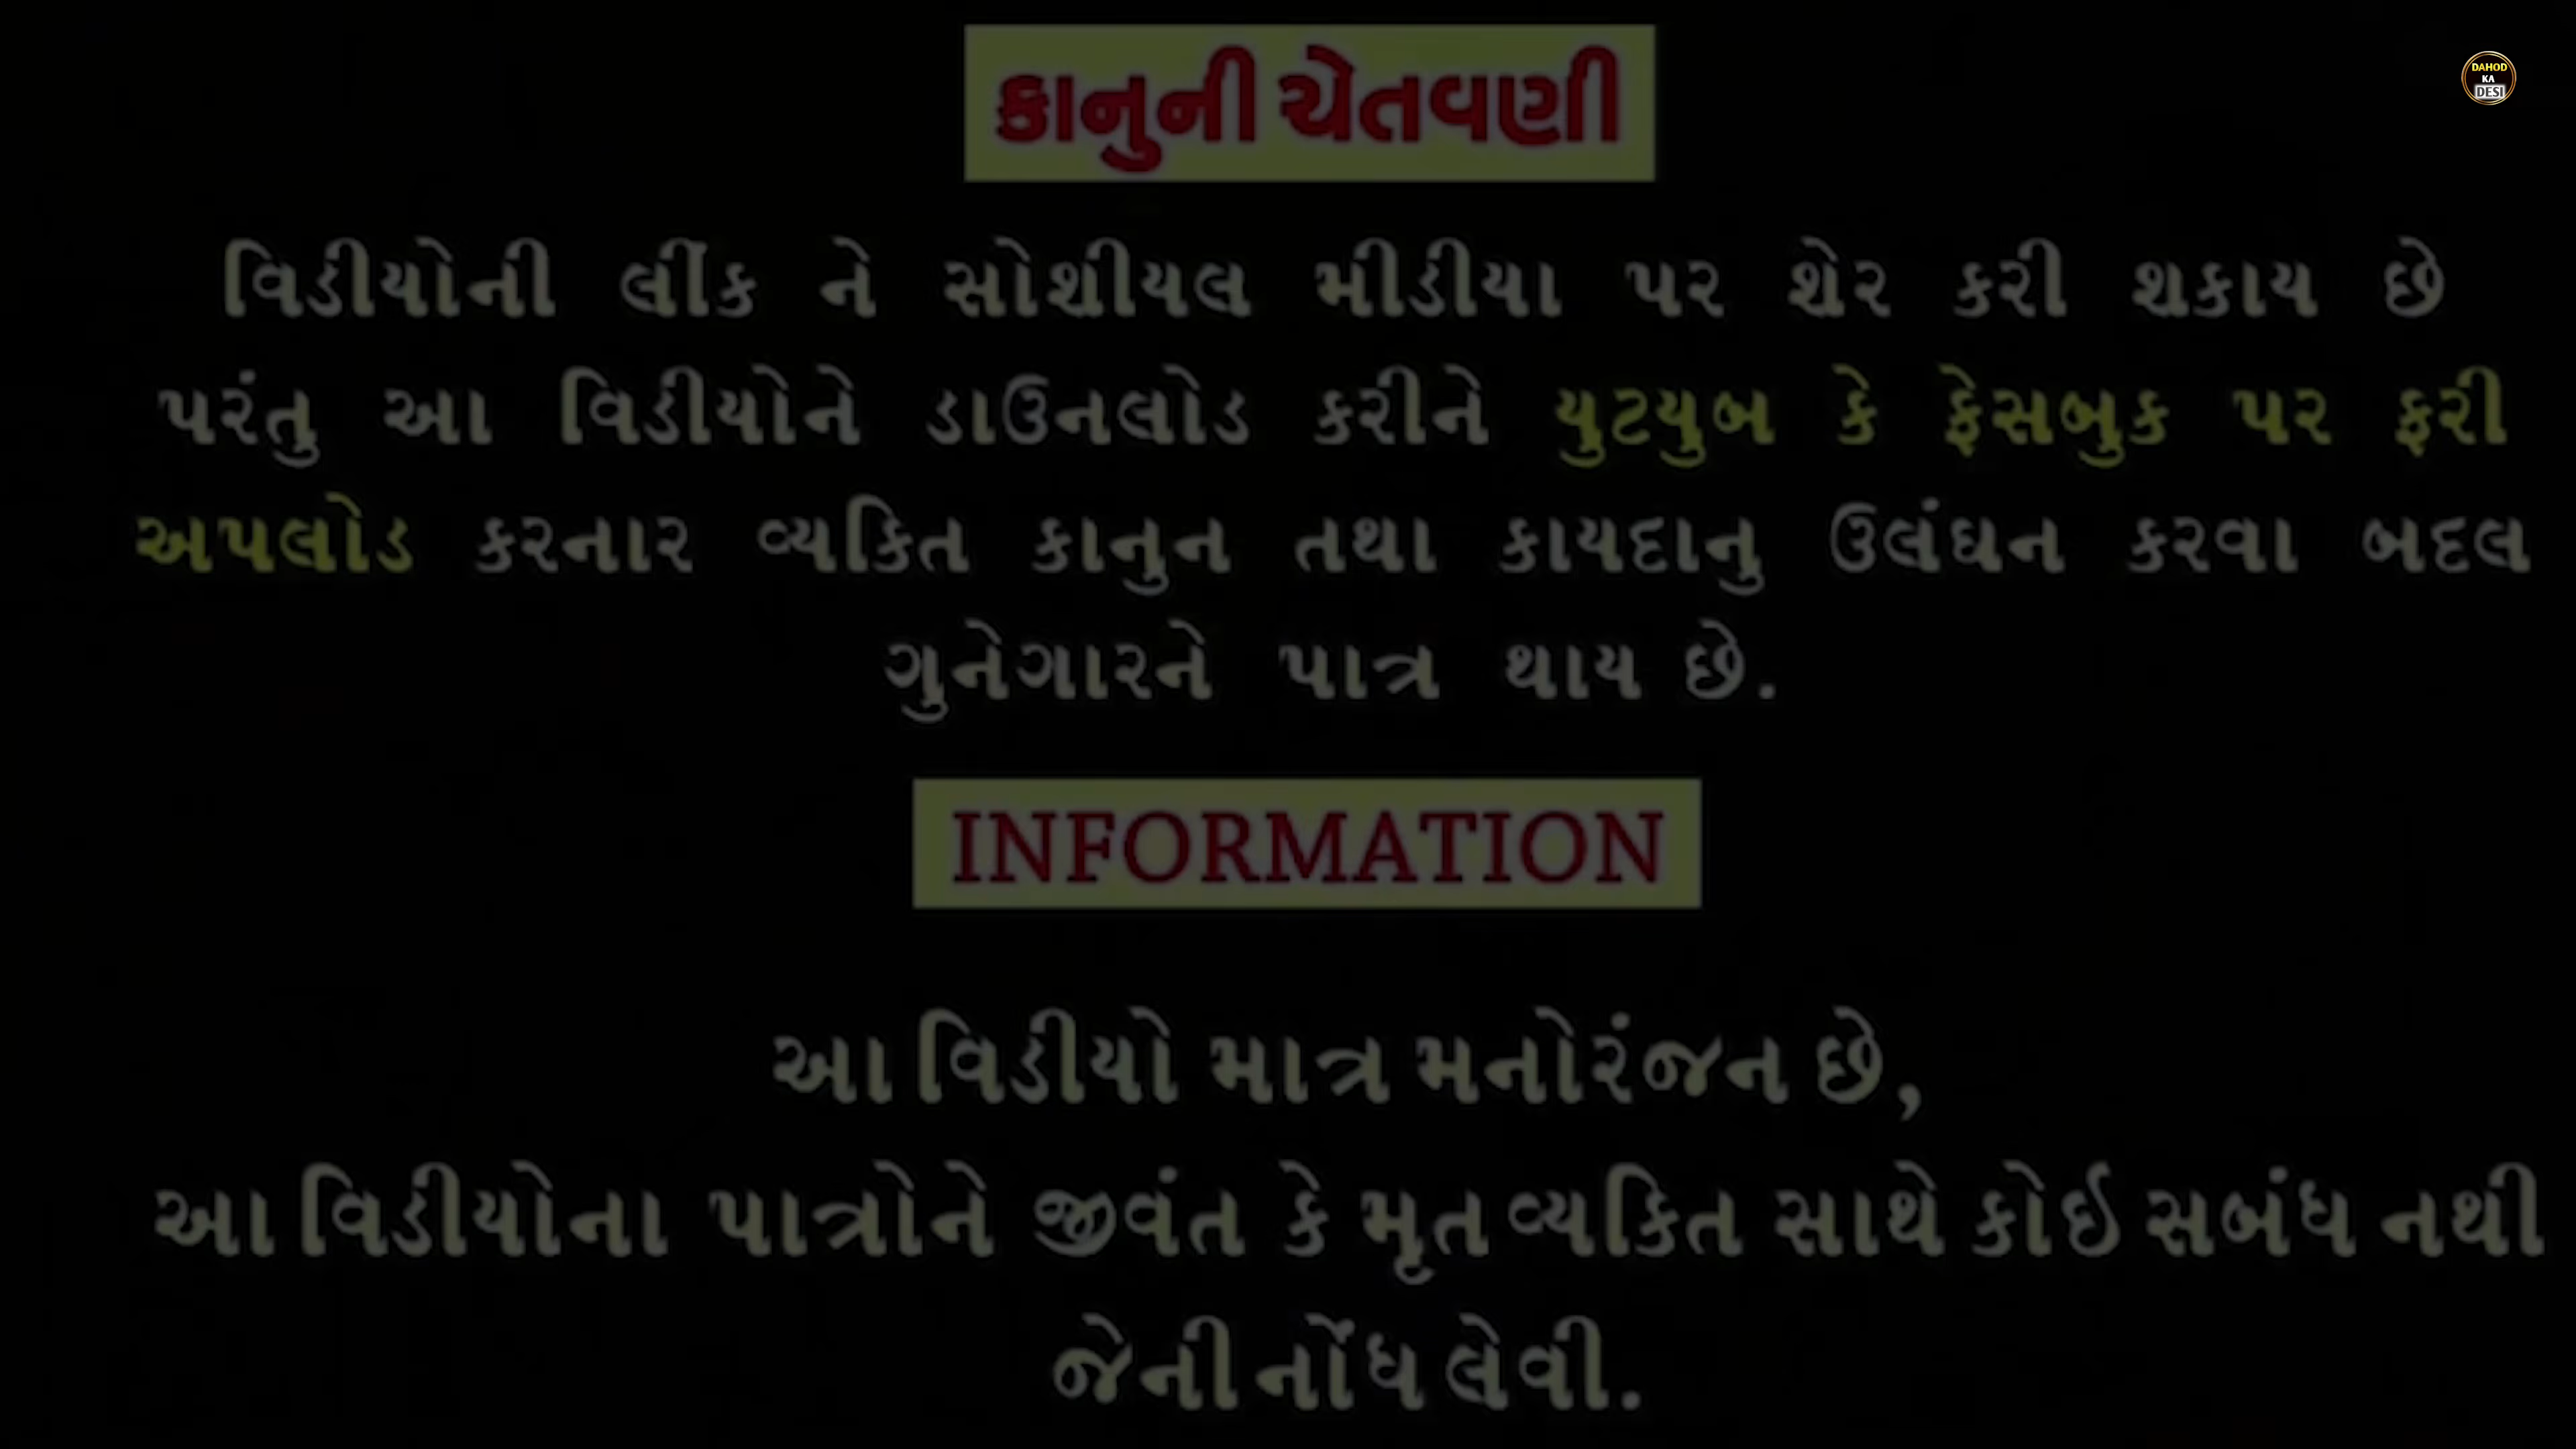 કાનુની ચેતવણી
DAHOD
KA
DESI
વિડીયોની લીંક ને સોશીયલ મીડીયા પર શેર કરી શકાય છે
પરંતુ આ વિડીયોને ડાઉનલોડ કરીને યુટયુબ કે ફેસબુક પર ફરી
અપલોડ કરનાર વ્યકિત કાનુન તથા કાયદાનુ ઉલંઘન કરવા બદલ
ગુનેગારને પાત્ર થાય છે.
INFORMATION
આ વિડીયો માત્ર મનોરંજન છે,
આ વિડીયોના પાત્રોને જીવંત કે મૃત વ્યકિત સાથે કોઈ સબંધ નથી
જેની નોંધ લેવી.